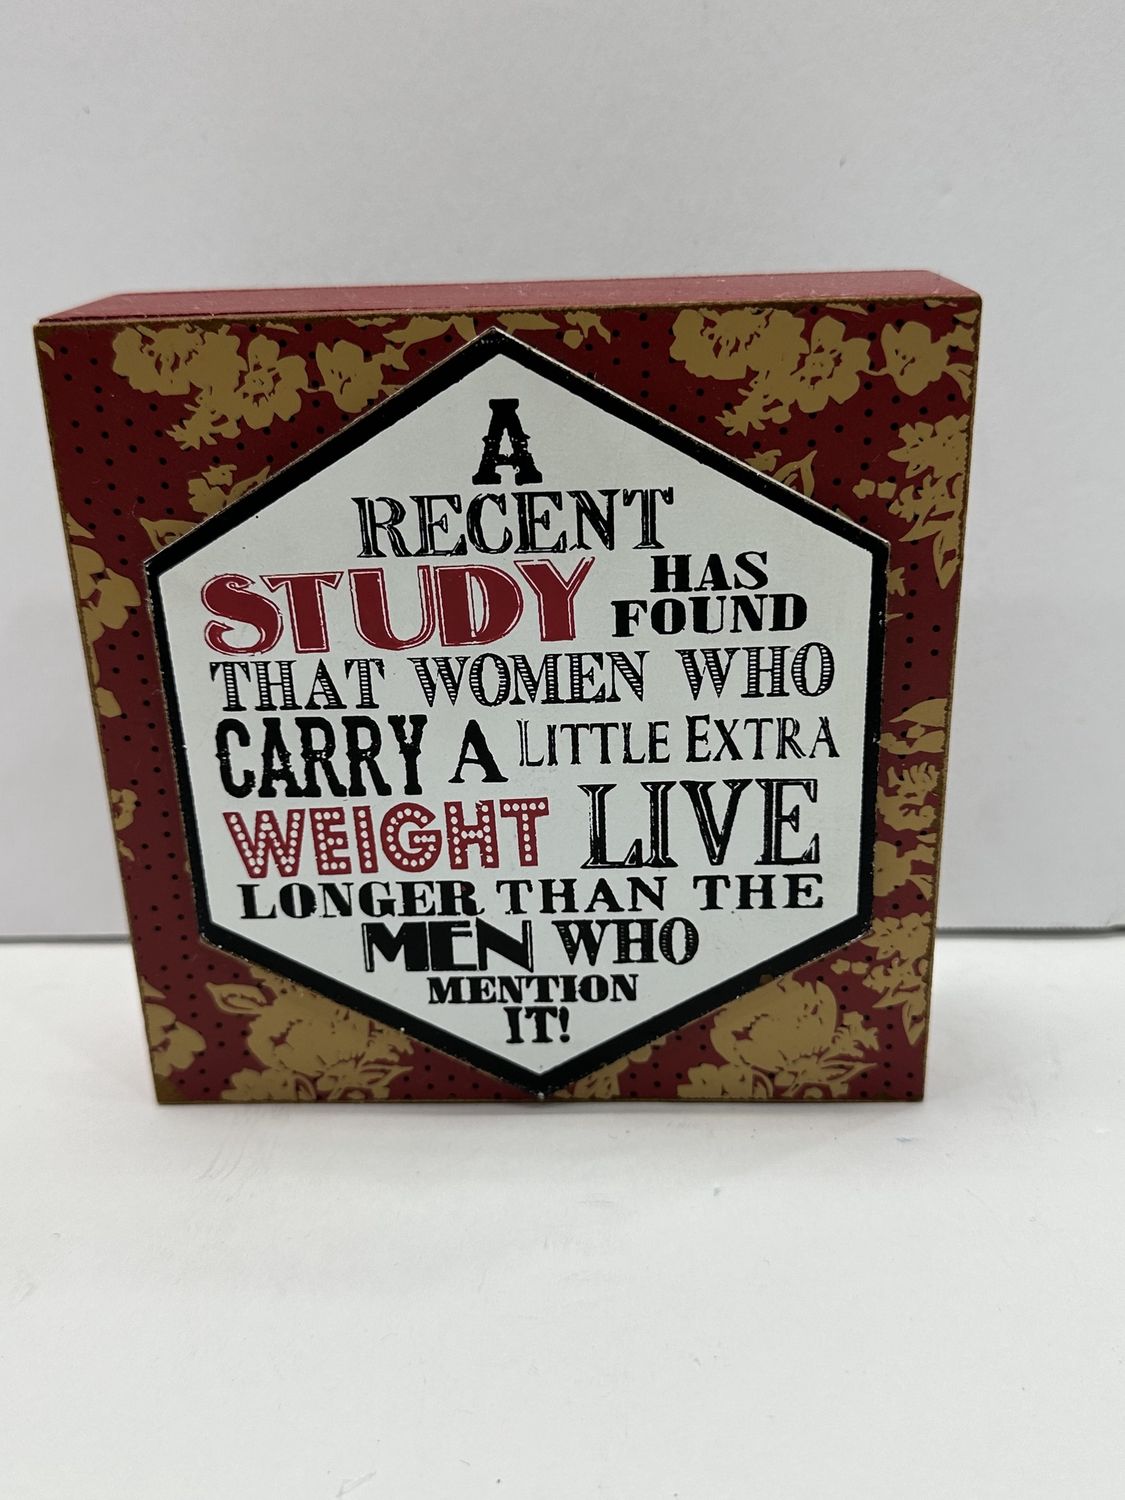 A
RECENT
STUDY HAS FOUND
THAT WOMEN WHO
CARRY A LITTLE EXTRA
WEIGHT LIVE
LONGER THAN THE
MEN WHO
MENTION
IT!